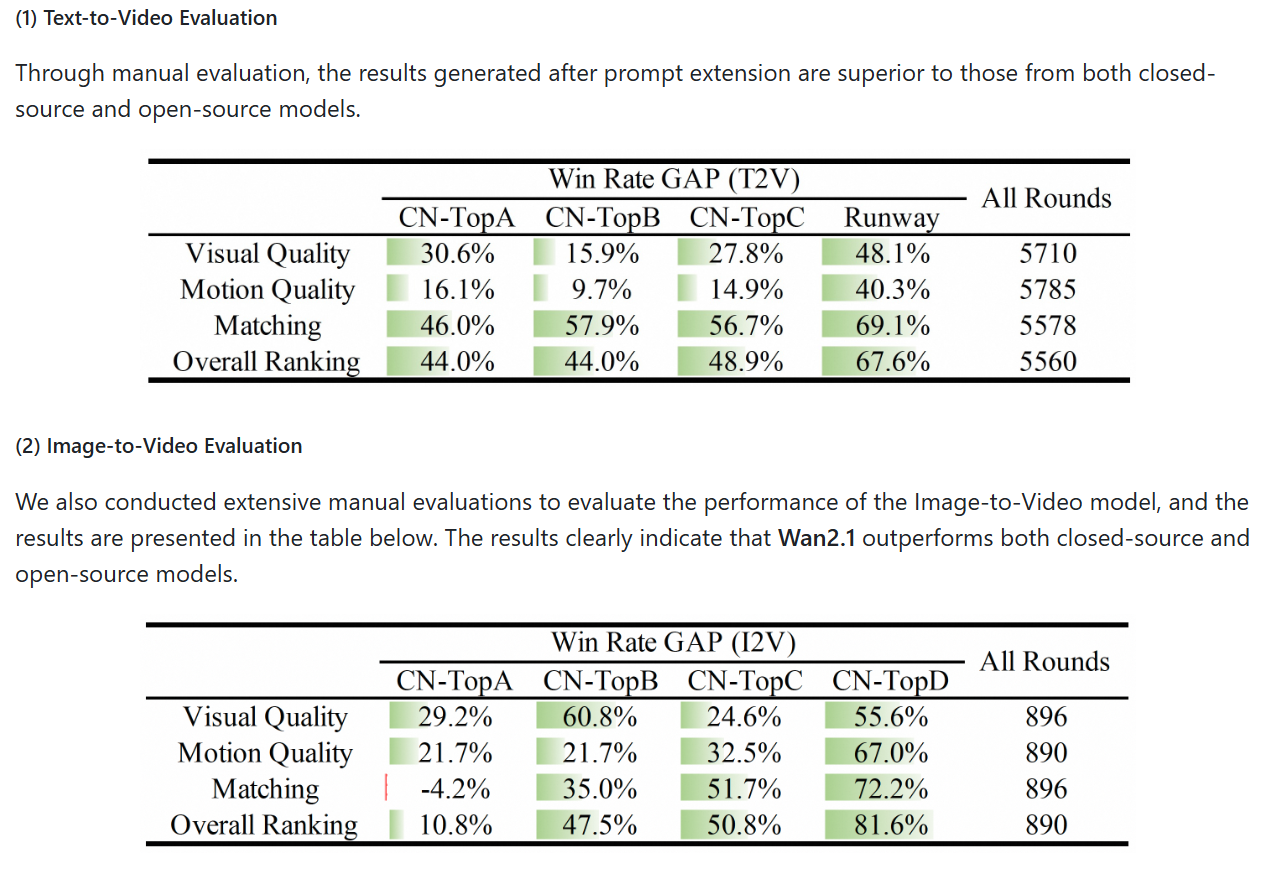 (1) Text-to-Video Evaluation
Through manual evaluation, the results generated after prompt extension are superior to those from both closed-
source and open-source models.
Win Rate GAP (T2V)
All Rounds
CN-TopA CN-TopB CN-TopC Runway
Visual Quality 30.6% 15.9% 27.8% 48.1% 5710
Motion Quality 16.1% 9.7% 14.9% 40.3% 5785
Matching 46.0% 57.9% 56.7% 69.1% 5578
Overall Ranking 44.0% 44.0% 48.9% 67.6% 5560
(2) Image-to-Video Evaluation
We also conducted extensive manual evaluations to evaluate the performance of the Image-to-Video model, and the
results are presented in the table below. The results clearly indicate that Wan2.1 outperforms both closed-source and
open-source models.
Win Rate GAP (I2V)
All Rounds
CN-TopA CN-TopB CN-TopC CN-TopD
Visual Quality 29.2% 60.8% 24.6% 55.6% 896
Motion Quality 21.7% 21.7% 32.5% 67.0% 890
Matching -4.2% 35.0% 51.7% 72.2% 896
Overall Ranking 10.8% 47.5% 50.8% 81.6% 890